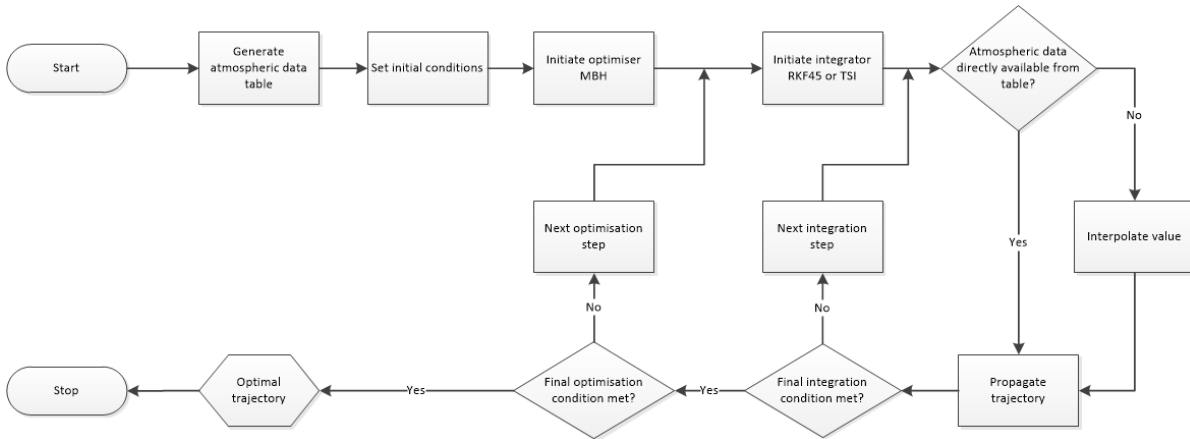 Start
Generate
atmospheric data
table
Set initial conditions
Initiate optimiser
MBH
Initiate integrator
RKF45 or TSI
Atmospheric data
directly available from
table?
No
Next optimisation
step
Next integration
step
Yes
Interpolate value
No
No
Stop
Optimal
trajectory
Yes
Final optimisation
condition met?
Yes
Final integration
condition met?
Propagate
trajectory